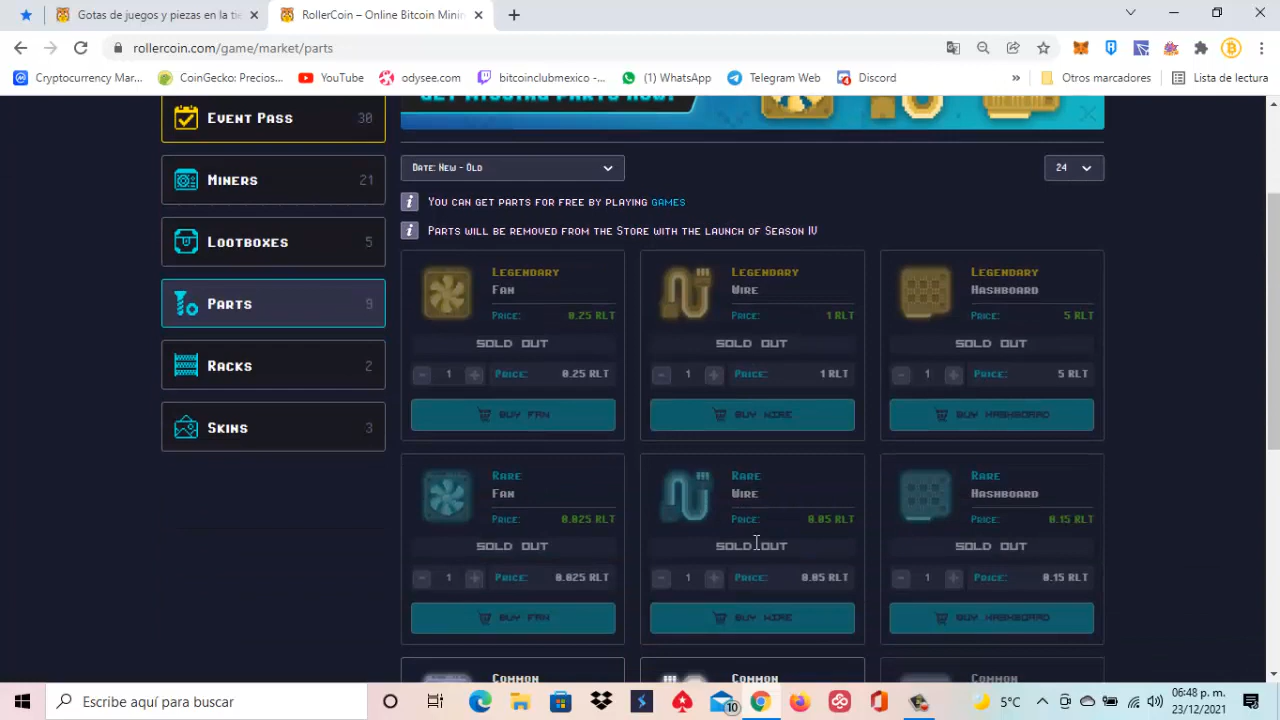 Gotas de juegos y piezas en la tie
RollerCoin – Online Bitcoin Minin
rollercoin.com/game/market/parts
Cryptocurrency Mar...
CoinGecko: Precios...
YouTube
odysee.com
bitcoinclubmexico -...
(1) WhatsApp
Telegram Web
Discord
»
Otros marcadores
Lista de lectura
GET MISSING PARTS NOW!
EVENT PASS 30
MINERS 21
LOOTBOXES 5
PARTS 9
RACKS 2
SKINS 3
DATE: NEW - OLD
24
YOU CAN GET PARTS FOR FREE BY PLAYING GAMES
PARTS WILL BE REMOVED FROM THE STORE WITH THE LAUNCH OF SEASON IV
LEGENDARY
FAN
PRICE: 0.25 RLT
SOLD OUT
- 1 + PRICE: 0.25 RLT
BUY FAN
LEGENDARY
WIRE
PRICE: 1 RLT
SOLD OUT
- 1 + PRICE: 1 RLT
BUY WIRE
LEGENDARY
HASHBOARD
PRICE: 5 RLT
SOLD OUT
- 1 + PRICE: 5 RLT
BUY HASHBOARD
RARE
FAN
PRICE: 0.025 RLT
SOLD OUT
- 1 + PRICE: 0.025 RLT
BUY FAN
RARE
WIRE
PRICE: 0.05 RLT
SOLD OUT
- 1 + PRICE: 0.05 RLT
BUY WIRE
RARE
HASHBOARD
PRICE: 0.15 RLT
SOLD OUT
- 1 + PRICE: 0.15 RLT
BUY HASHBOARD
COMMON
COMMON
COMMON
Escribe aquí para buscar
10
5°C
06:48 p. m.
23/12/2021